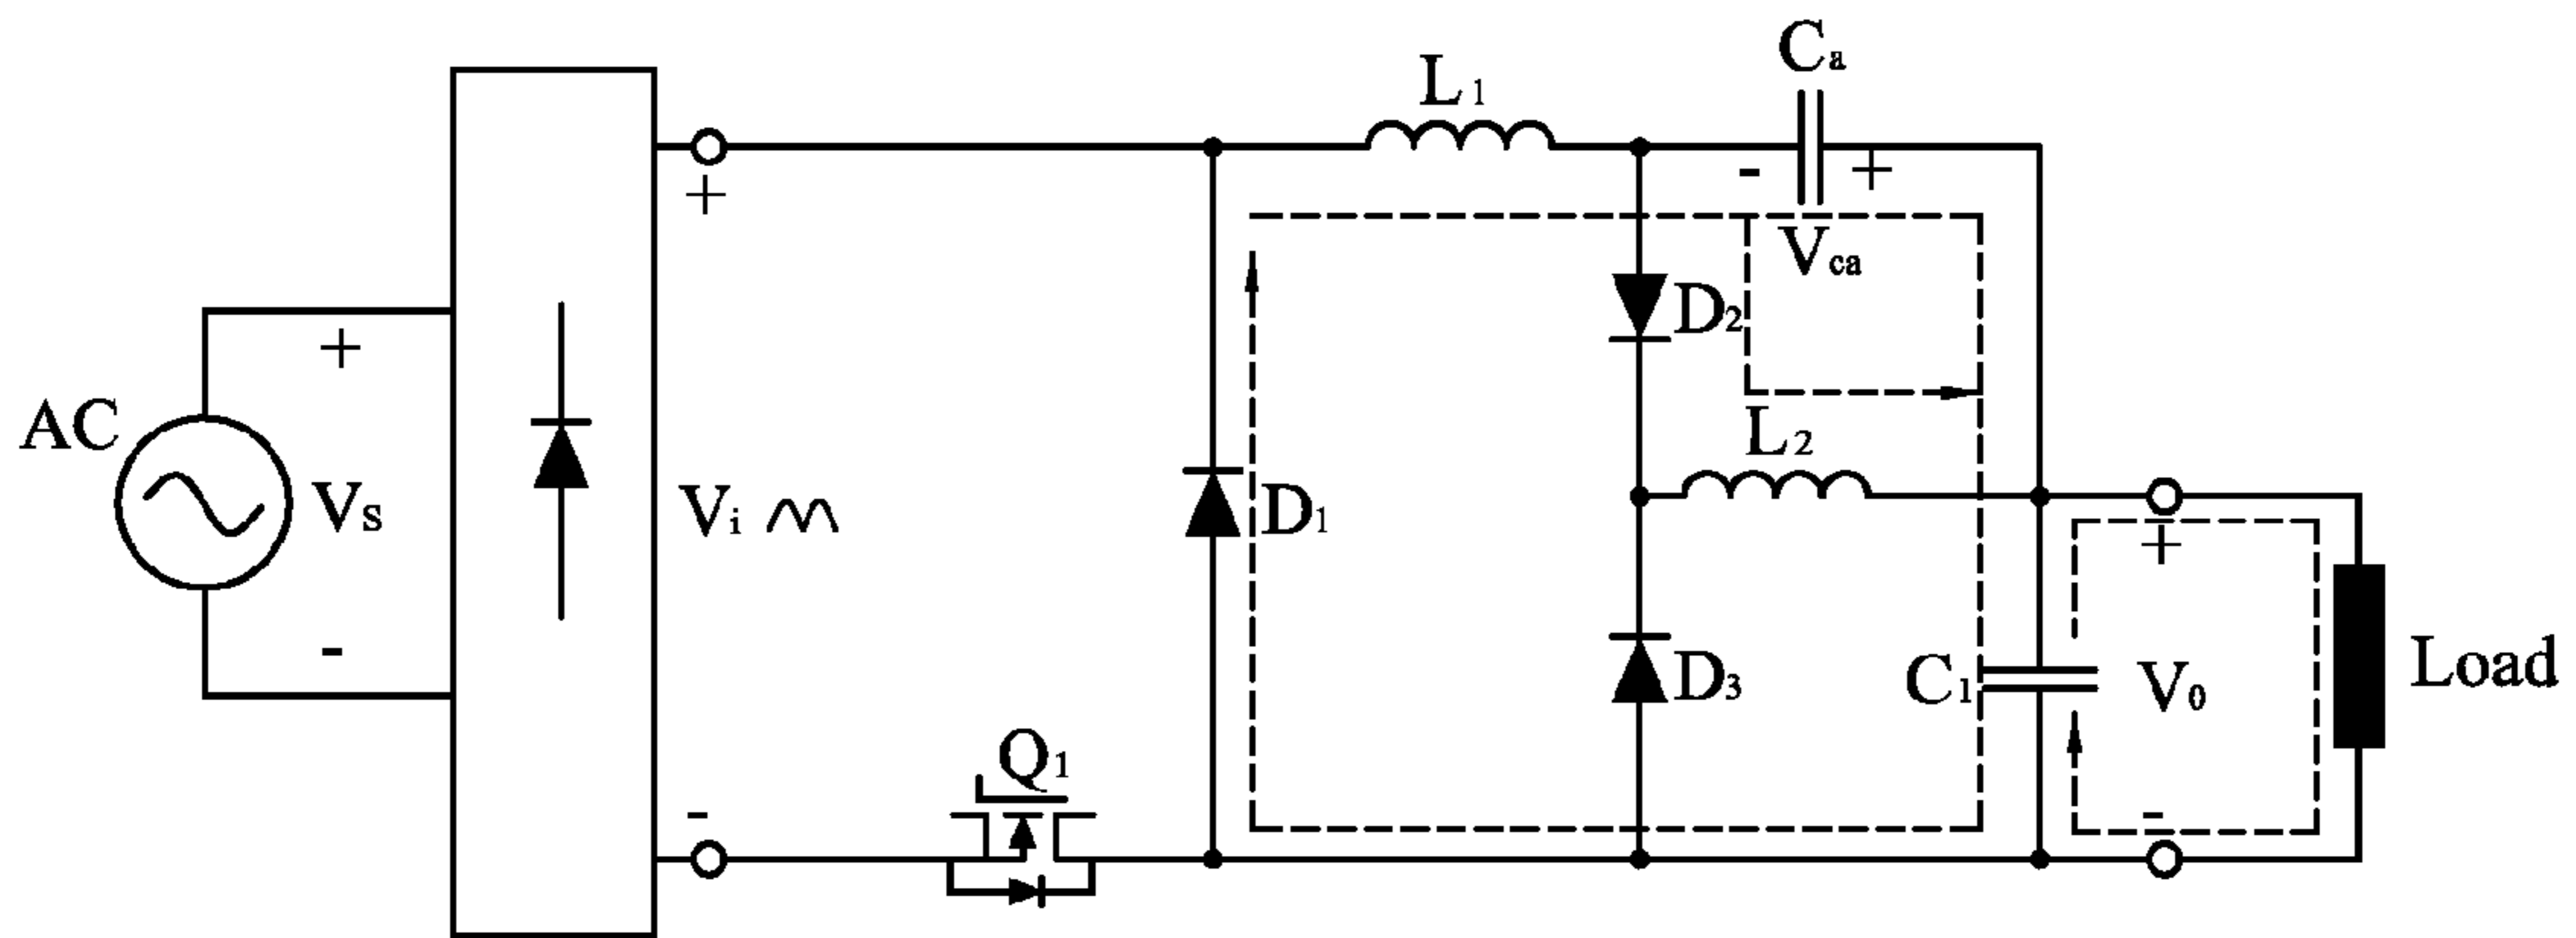 Ca
L1
- +
+
Vca
+
D2
AC
L2
Vs
Vi
D1
+
-
D3
C1
V0
Load
Q1
-
-